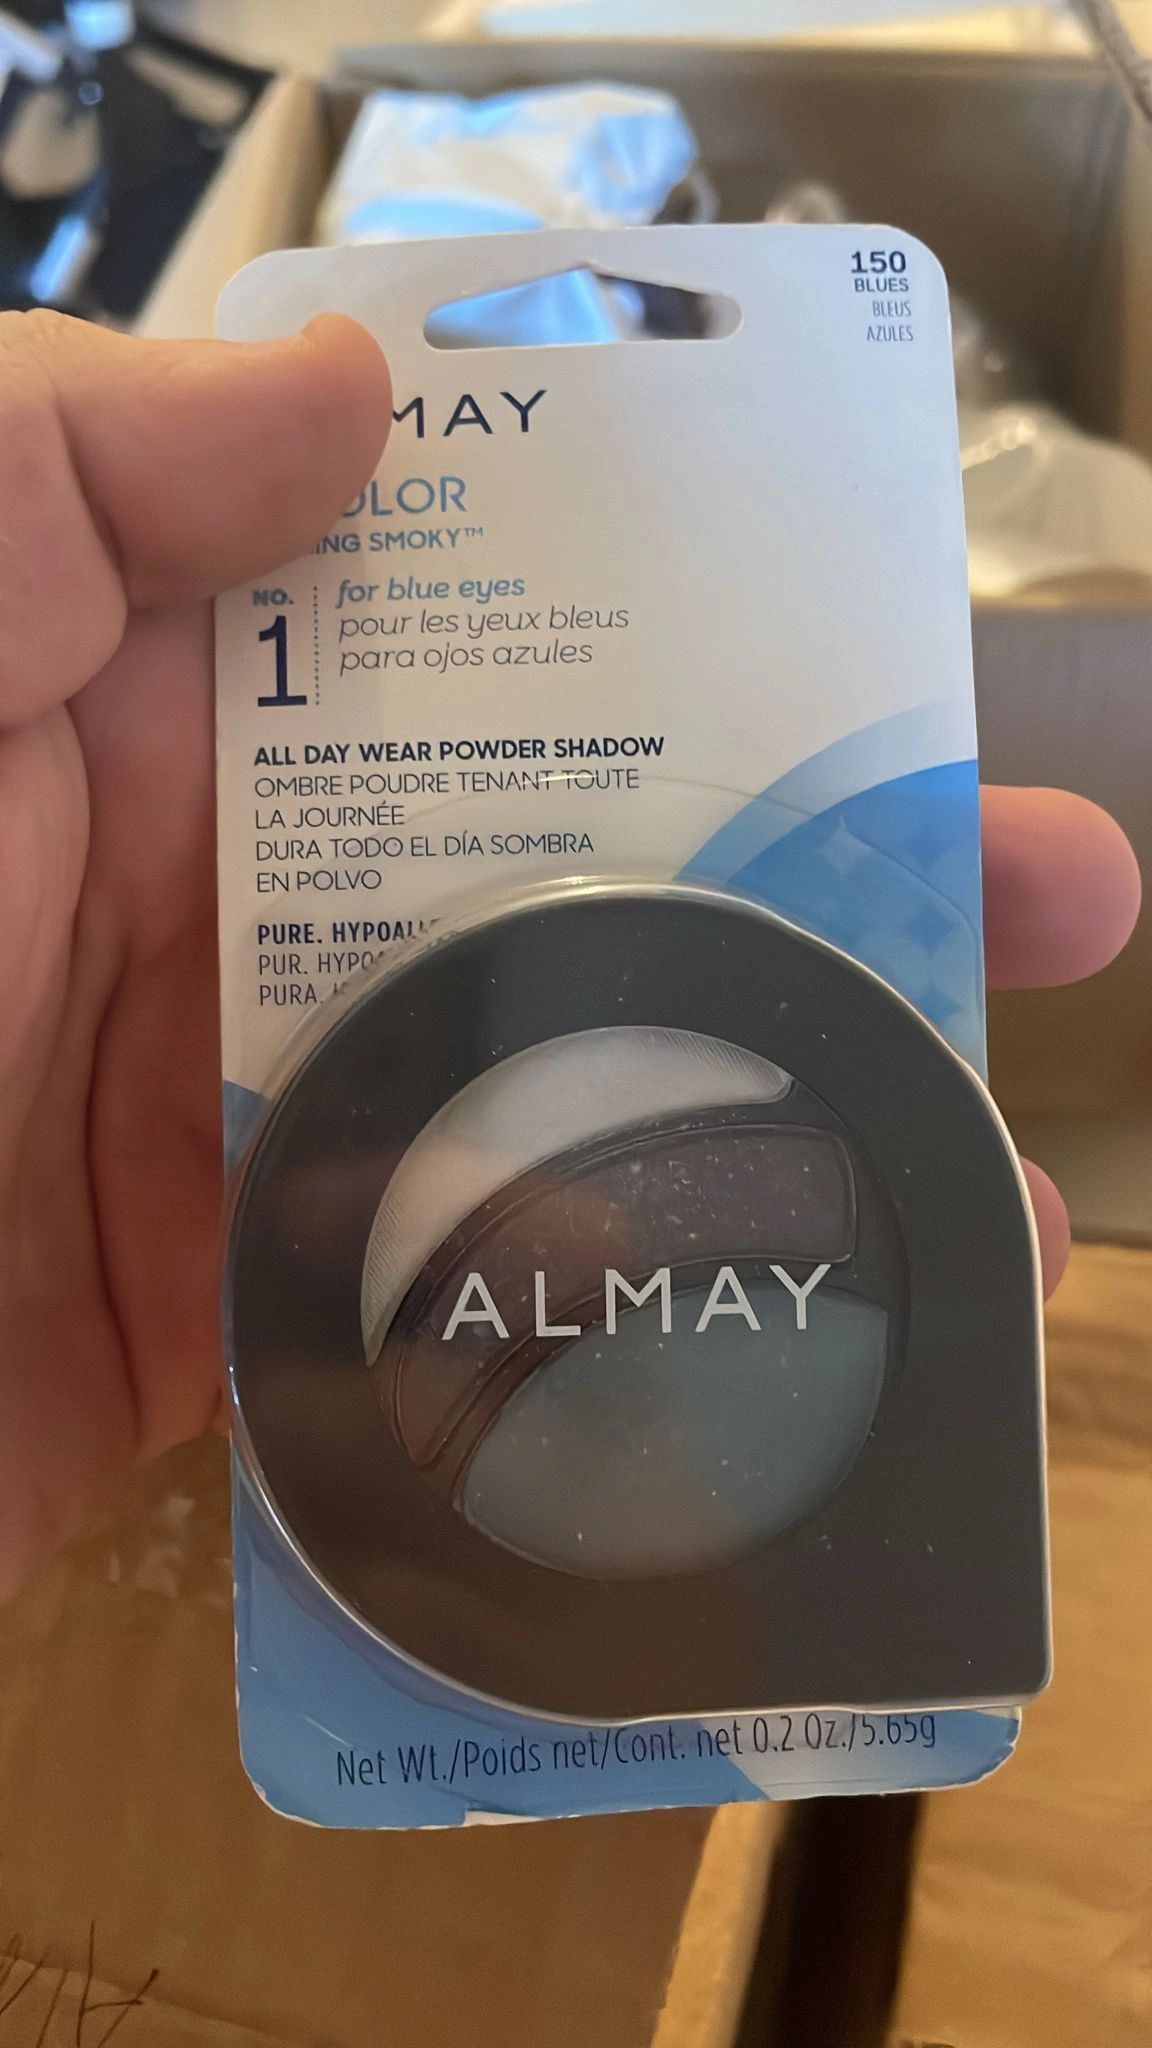 150
BLUES
BLEUS
AZULES
MAY
OLOR
ING SMOKY™
NO.
1
for blue eyes
pour les yeux bleus
para ojos azules
ALL DAY WEAR POWDER SHADOW
OMBRE POUDRE TENANT TOUTE
LA JOURNÉE
DURA TODO EL DÍA SOMBRA
EN POLVO
PURE. HYPOALL
PUR. HYPO
PURA.
ALMAY
Net Wt./Poids net/Cont. net 0.2 Oz./5.65g